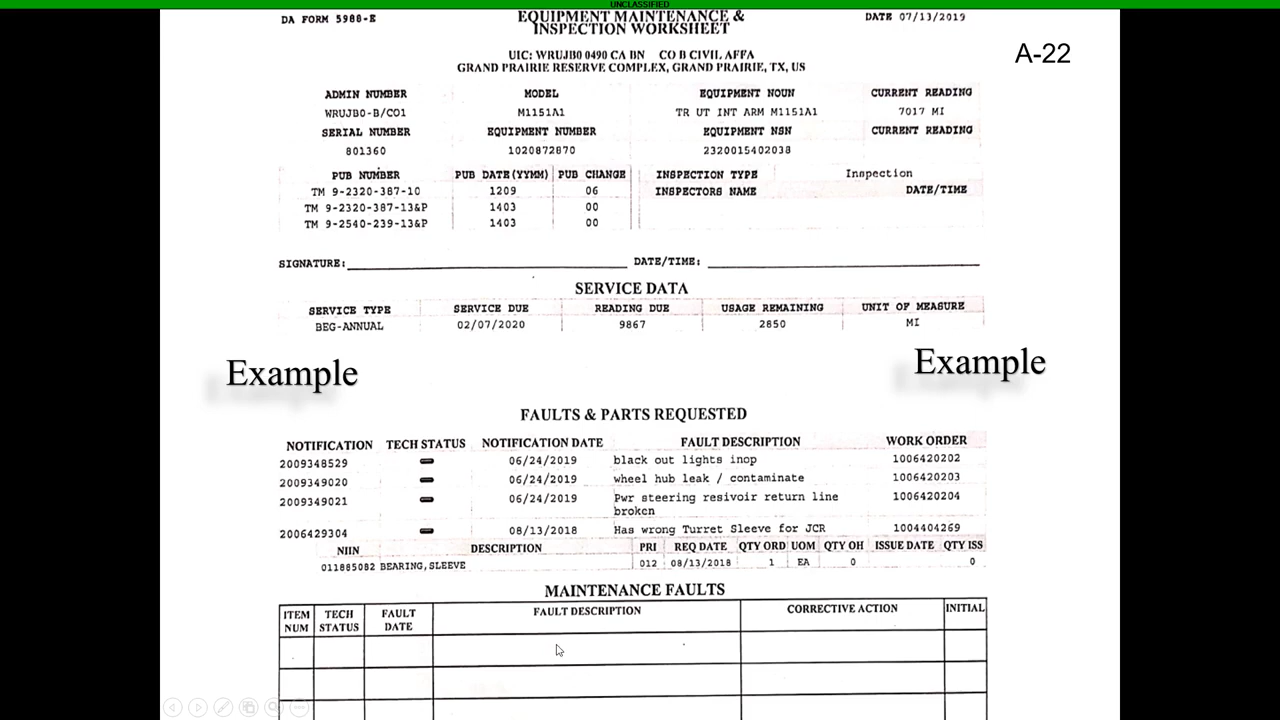 UNCLASSIFIED
DA FORM 5988-E
EQUIPMENT MAINTENANCE &
INSPECTION WORKSHEET
DATE 07/13/2019
A-22
UIC: WRUJB0 0490 CA BN CO B CIVIL AFFA
GRAND PRAIRIE RESERVE COMPLEX, GRAND PRAIRIE, TX, US
ADMIN NUMBER MODEL EQUIPMENT NOUN CURRENT READING
WRUJB0-B/CO1 M1151A1 TR UT INT ARM M1151A1 7017 MI
SERIAL NUMBER EQUIPMENT NUMBER EQUIPMENT NSN CURRENT READING
801360 1020872870 2320015402038
PUB NUMBER PUB DATE(YYMM) PUB CHANGE INSPECTION TYPE Inspection
TM 9-2320-387-10 1209 06 INSPECTORS NAME DATE/TIME
TM 9-2320-387-13&P 1403 00
TM 9-2540-239-13&P 1403 00
SIGNATURE: DATE/TIME:
SERVICE DATA
SERVICE TYPE SERVICE DUE READING DUE USAGE REMAINING UNIT OF MEASURE
BEG-ANNUAL 02/07/2020 9867 2850 MI
Example Example
FAULTS & PARTS REQUESTED
NOTIFICATION TECH STATUS NOTIFICATION DATE FAULT DESCRIPTION WORK ORDER
2009348529 06/24/2019 black out lights inop 1006420202
2009349020 06/24/2019 wheel hub leak / contaminate 1006420203
2009349021 06/24/2019 Pwr steering resivoir return line 1006420204
broken
2006429304 08/13/2018 Has wrong Turret Sleeve for JCR 1004404269
NIIN DESCRIPTION PRI REQ DATE QTY ORD UOM QTY OH ISSUE DATE QTY ISS
011885082 BEARING,SLEEVE 012 08/13/2018 1 EA 0 0
MAINTENANCE FAULTS
ITEM TECH FAULT FAULT DESCRIPTION CORRECTIVE ACTION INITIAL
NUM STATUS DATE